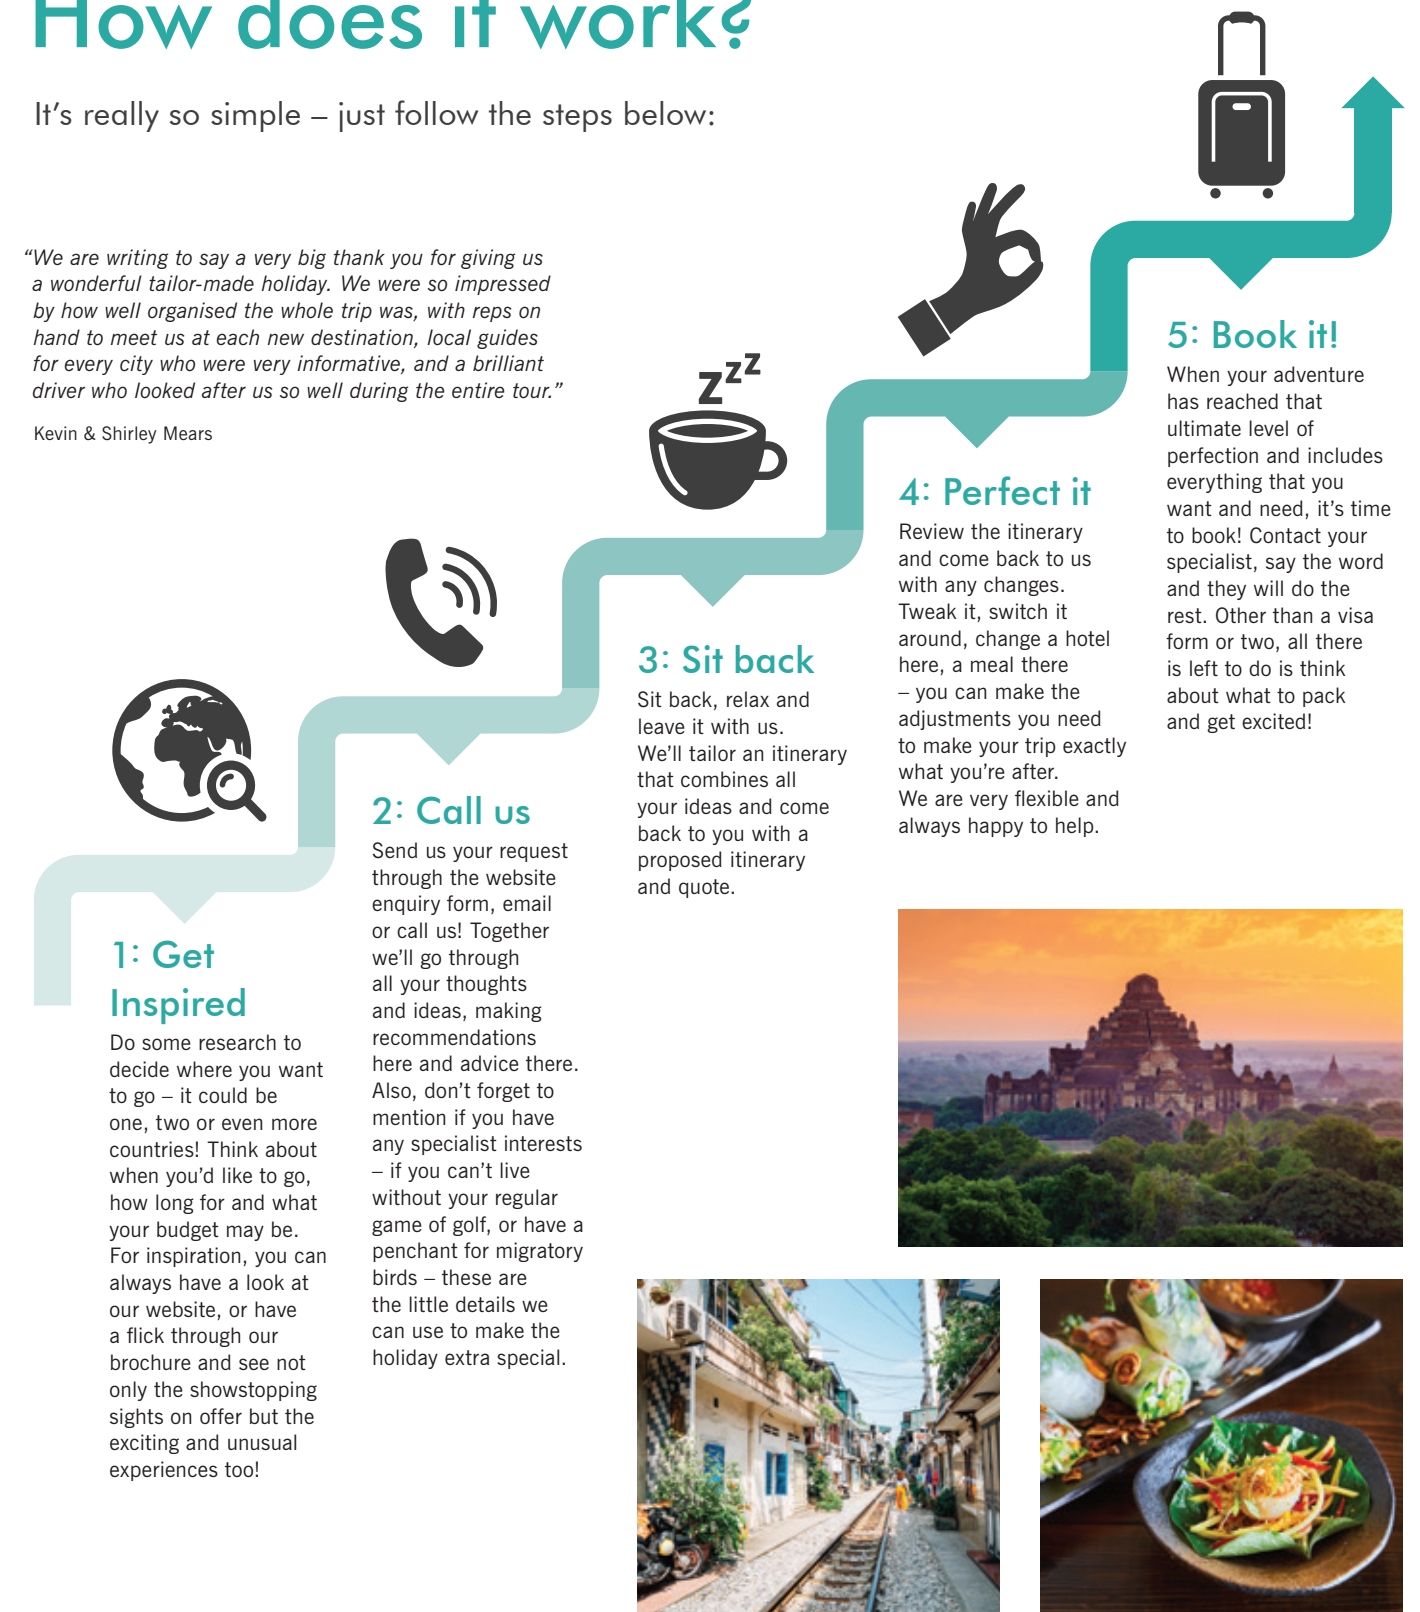 How does it work?
It's really so simple – just follow the steps below:
“We are writing to say a very big thank you for giving us
a wonderful tailor-made holiday. We were so impressed
by how well organised the whole trip was, with reps on
hand to meet us at each new destination, local guides
for every city who were very informative, and a brilliant
driver who looked after us so well during the entire tour.”
Kevin & Shirley Mears
1: Get
Inspired
Do some research to
decide where you want
to go – it could be
one, two or even more
countries! Think about
when you’d like to go,
how long for and what
your budget may be.
For inspiration, you can
always have a look at
our website, or have
a flick through our
brochure and see not
only the showstopping
sights on offer but the
exciting and unusual
experiences too!
2: Call us
Send us your request
through the website
enquiry form, email
or call us! Together
we’ll go through
all your thoughts
and ideas, making
recommendations
here and advice there.
Also, don’t forget to
mention if you have
any specialist interests
– if you can’t live
without your regular
game of golf, or have a
penchant for migratory
birds – these are
the little details we
can use to make the
holiday extra special.
zzz
3: Sit back
Sit back, relax and
leave it with us.
We’ll tailor an itinerary
that combines all
your ideas and come
back to you with a
proposed itinerary
and quote.
4: Perfect it
Review the itinerary
and come back to us
with any changes.
Tweak it, switch it
around, change a hotel
here, a meal there
– you can make the
adjustments you need
to make your trip exactly
what you’re after.
We are very flexible and
always happy to help.
5: Book it!
When your adventure
has reached that
ultimate level of
perfection and includes
everything that you
want and need, it’s time
to book! Contact your
specialist, say the word
and they will do the
rest. Other than a visa
form or two, all there
is left to do is think
about what to pack
and get excited!